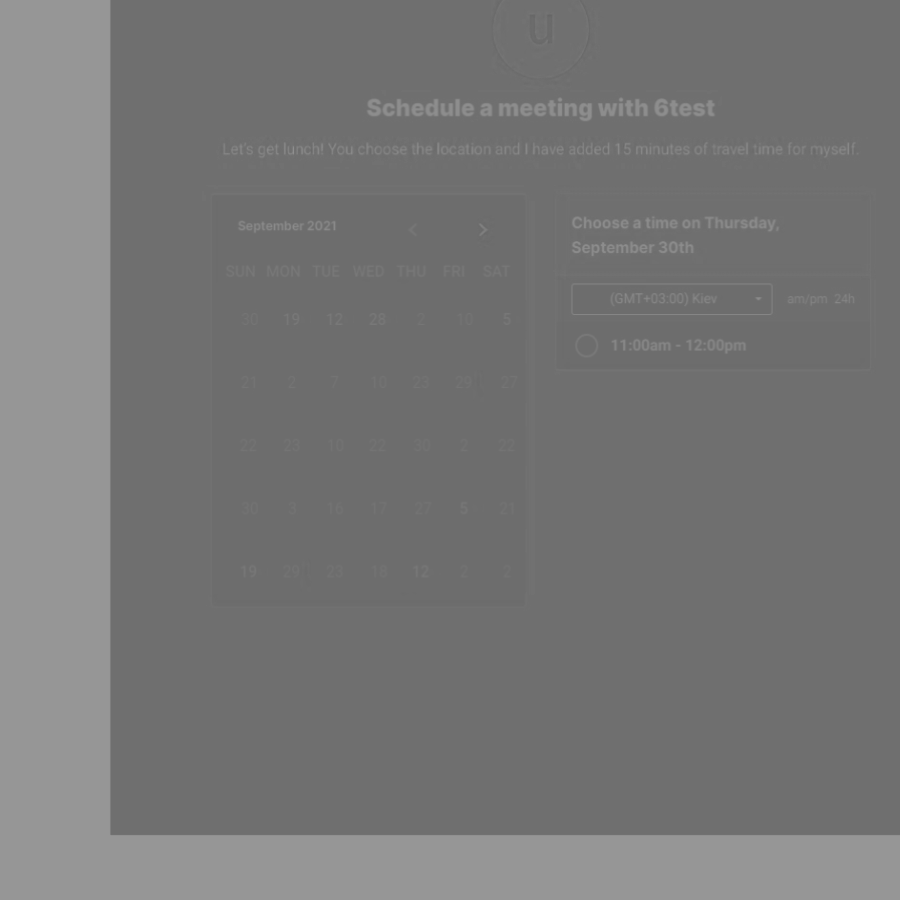 u
Schedule a meeting with 6test
Let's get lunch! You choose the location and I have added 15 minutes of travel time for myself.
September 2021
SUN MON TUE WED THU FRI SAT
30 19 12 28 2 10 5
21 2 7 10 23 29 27
22 23 10 22 30 2 22
30 3 16 17 27 5 21
19 29 23 18 12 2 2
Choose a time on Thursday,
September 30th
(GMT+03:00) Kiev am/pm 24h
11:00am - 12:00pm